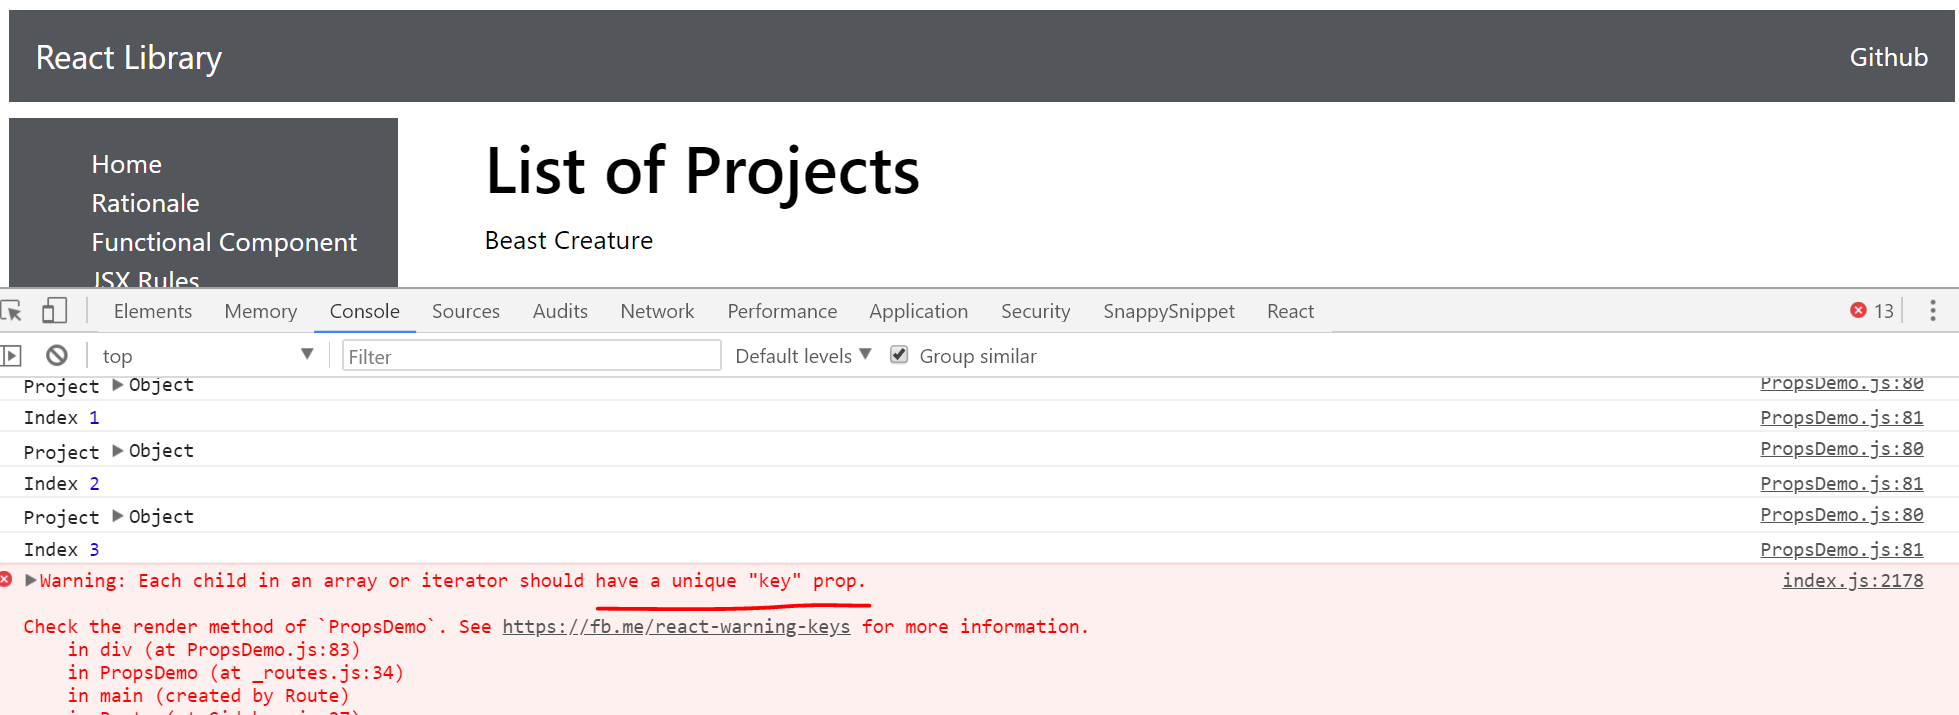 React Library
Github
Home
Rationale
Functional Component
JSX Rules
List of Projects
Beast Creature
Elements Memory Console Sources Audits Network Performance Application Security SnappySnippet React 13
top Filter Default levels Group similar
Project Object PropsDemo.js:80
Index 1 PropsDemo.js:81
Project Object PropsDemo.js:80
Index 2 PropsDemo.js:81
Project Object PropsDemo.js:80
Index 3 PropsDemo.js:81
Warning: Each child in an array or iterator should have a unique "key" prop. index.js:2178
Check the render method of `PropsDemo`. See https://fb.me/react-warning-keys for more information.
in div (at PropsDemo.js:83)
in PropsDemo (at _routes.js:34)
in main (created by Route)